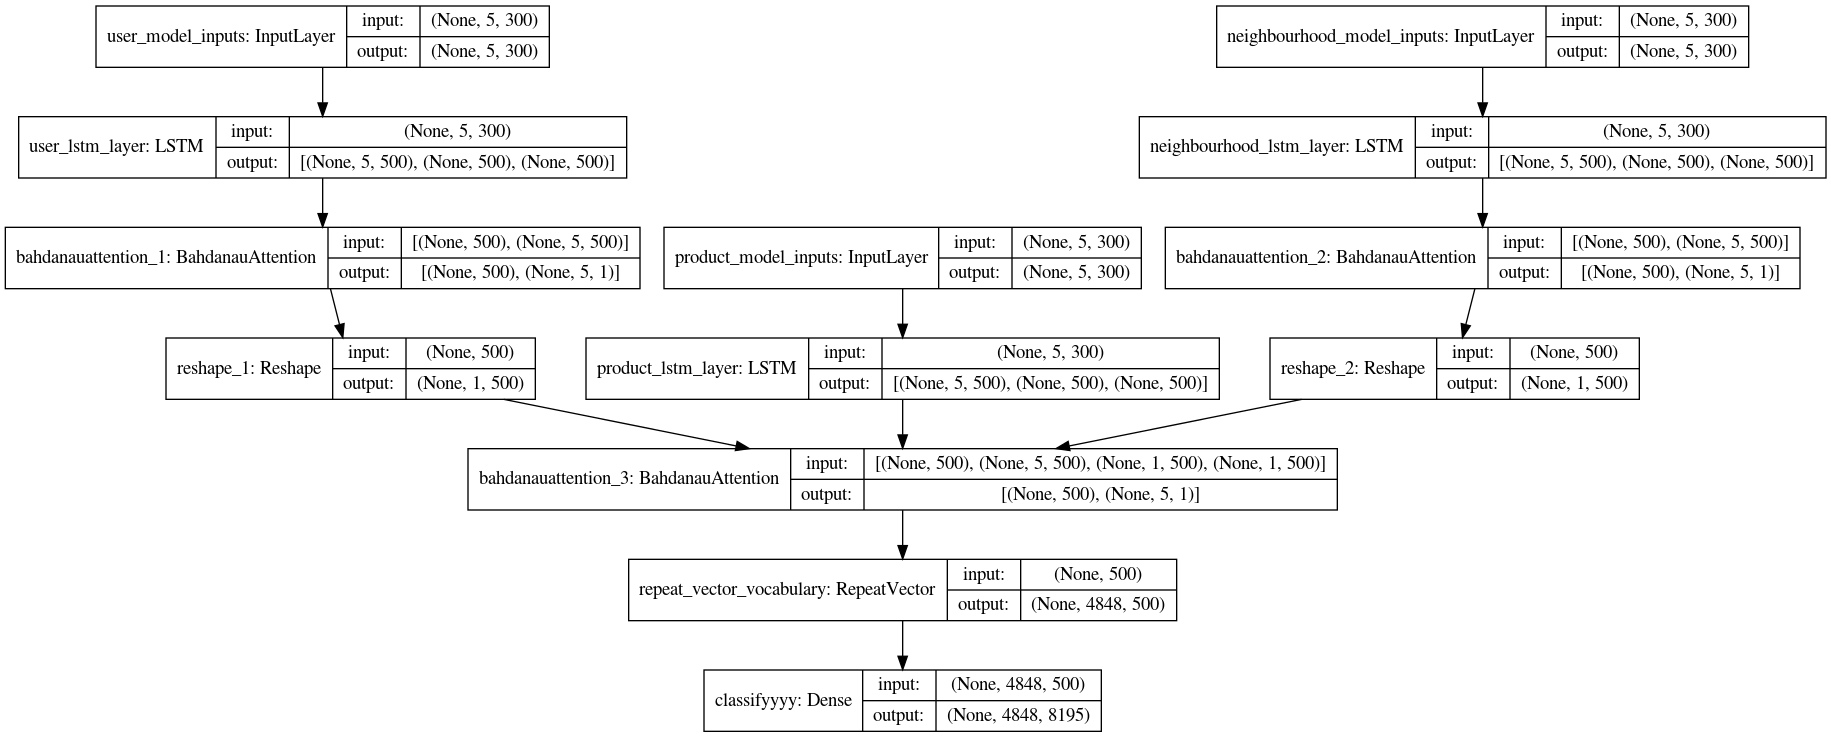 user_model_inputs: InputLayer
input: (None, 5, 300)
output: (None, 5, 300)
neighbourhood_model_inputs: InputLayer
input: (None, 5, 300)
output: (None, 5, 300)
user_lstm_layer: LSTM
input: (None, 5, 300)
output: [(None, 5, 500), (None, 500), (None, 500)]
neighbourhood_lstm_layer: LSTM
input: (None, 5, 300)
output: [(None, 5, 500), (None, 500), (None, 500)]
bahdanauattention_1: BahdanauAttention
input: [(None, 500), (None, 5, 500)]
output: [(None, 500), (None, 5, 1)]
product_model_inputs: InputLayer
input: (None, 5, 300)
output: (None, 5, 300)
bahdanauattention_2: BahdanauAttention
input: [(None, 500), (None, 5, 500)]
output: [(None, 500), (None, 5, 1)]
reshape_1: Reshape
input: (None, 500)
output: (None, 1, 500)
product_lstm_layer: LSTM
input: (None, 5, 300)
output: [(None, 5, 500), (None, 500), (None, 500)]
reshape_2: Reshape
input: (None, 500)
output: (None, 1, 500)
bahdanauattention_3: BahdanauAttention
input: [(None, 500), (None, 5, 500), (None, 1, 500), (None, 1, 500)]
output: [(None, 500), (None, 5, 1)]
repeat_vector_vocabulary: RepeatVector
input: (None, 500)
output: (None, 4848, 500)
classifyyyy: Dense
input: (None, 4848, 500)
output: (None, 4848, 8195)